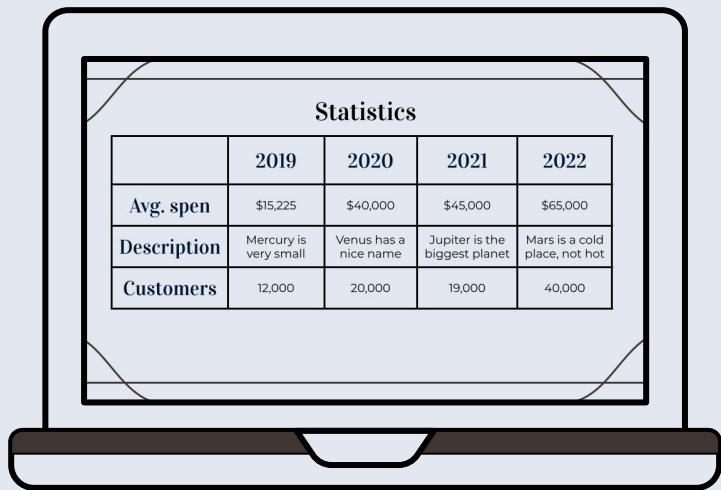 Statistics
2019 2020 2021 2022
Avg. spen $15,225 $40,000 $45,000 $65,000
Description Mercury is very small Venus has a nice name Jupiter is the biggest planet Mars is a cold place, not hot
Customers 12,000 20,000 19,000 40,000